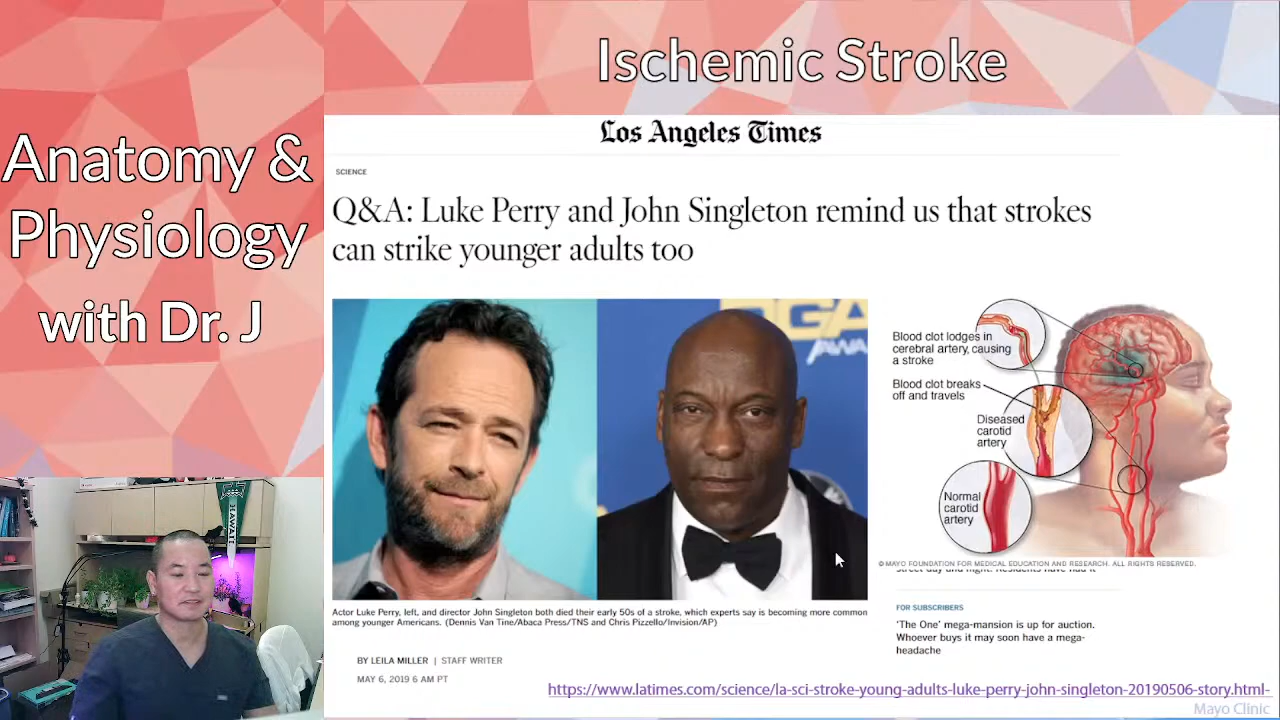 Ischemic Stroke
Anatomy &
Physiology
with Dr. J
Los Angeles Times
SCIENCE
Q&A: Luke Perry and John Singleton remind us that strokes
can strike younger adults too
Blood clot lodges in
cerebral artery, causing
a stroke
Blood clot breaks
off and travels
Diseased
carotid
artery
Normal
carotid
artery
© MAYO FOUNDATION FOR MEDICAL EDUCATION AND RESEARCH. ALL RIGHTS RESERVED.
Actor Luke Perry, left, and director John Singleton both died their early 50s of a stroke, which experts say is becoming more common
among younger Americans. (Dennis Van Tine/Abaca Press/TNS and Chris Pizzello/Invision/AP)
FOR SUBSCRIBERS
'The One' mega-mansion is up for auction.
Whoever buys it may soon have a mega-
headache
BY LEILA MILLER | STAFF WRITER
MAY 6, 2019 6 AM PT
https://www.latimes.com/science/la-sci-stroke-young-adults-luke-perry-john-singleton-20190506-story.html-
Mayo Clinic
HAWAI'I